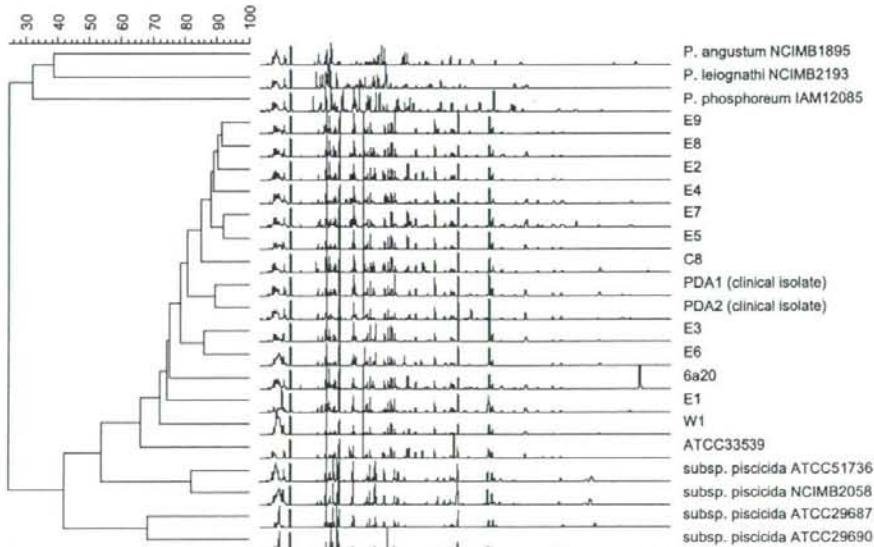 30 40 50 60 70 80 90 100
P. angustum NCIMB1895
P. leiognathi NCIMB2193
P. phosphoreum IAM12085
E9
E8
E2
E4
E7
E5
C8
PDA1 (clinical isolate)
PDA2 (clinical isolate)
E3
E6
6a20
E1
W1
ATCC33539
subsp. piscicida ATCC51736
subsp. piscicida NCIMB2058
subsp. piscicida ATCC29687
subsp. piscicida ATCC29690